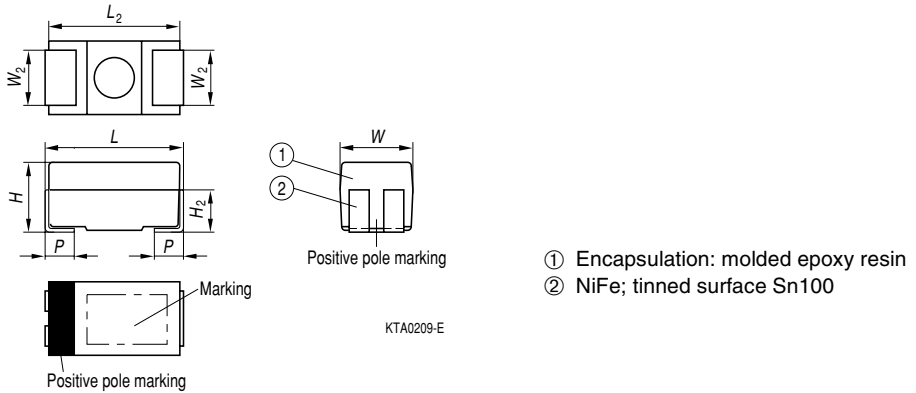 L2
W2
W2
L
W
①
②
H
H2
P
P
Positive pole marking
① Encapsulation: molded epoxy resin
② NiFe; tinned surface Sn100
Marking
KTA0209-E
Positive pole marking